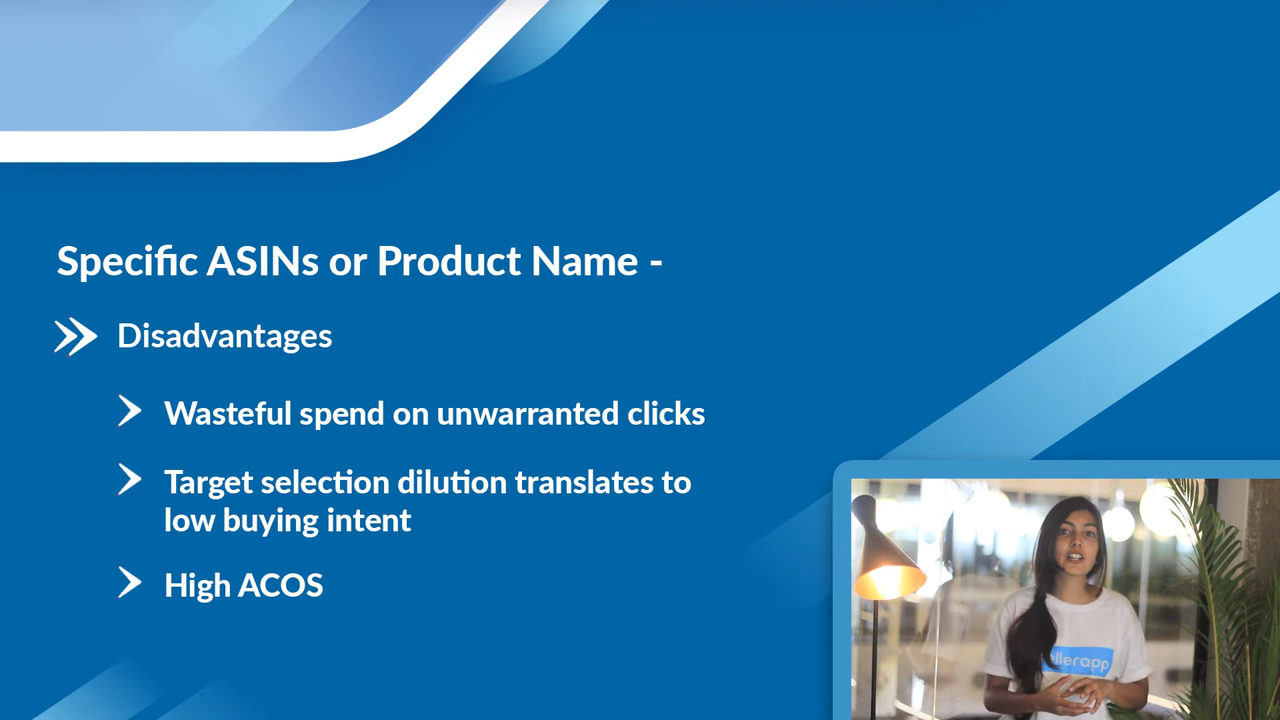 Specific ASINs or Product Name -
Disadvantages
Wasteful spend on unwarranted clicks
Target selection dilution translates to
low buying intent
High ACOS
ellerapp